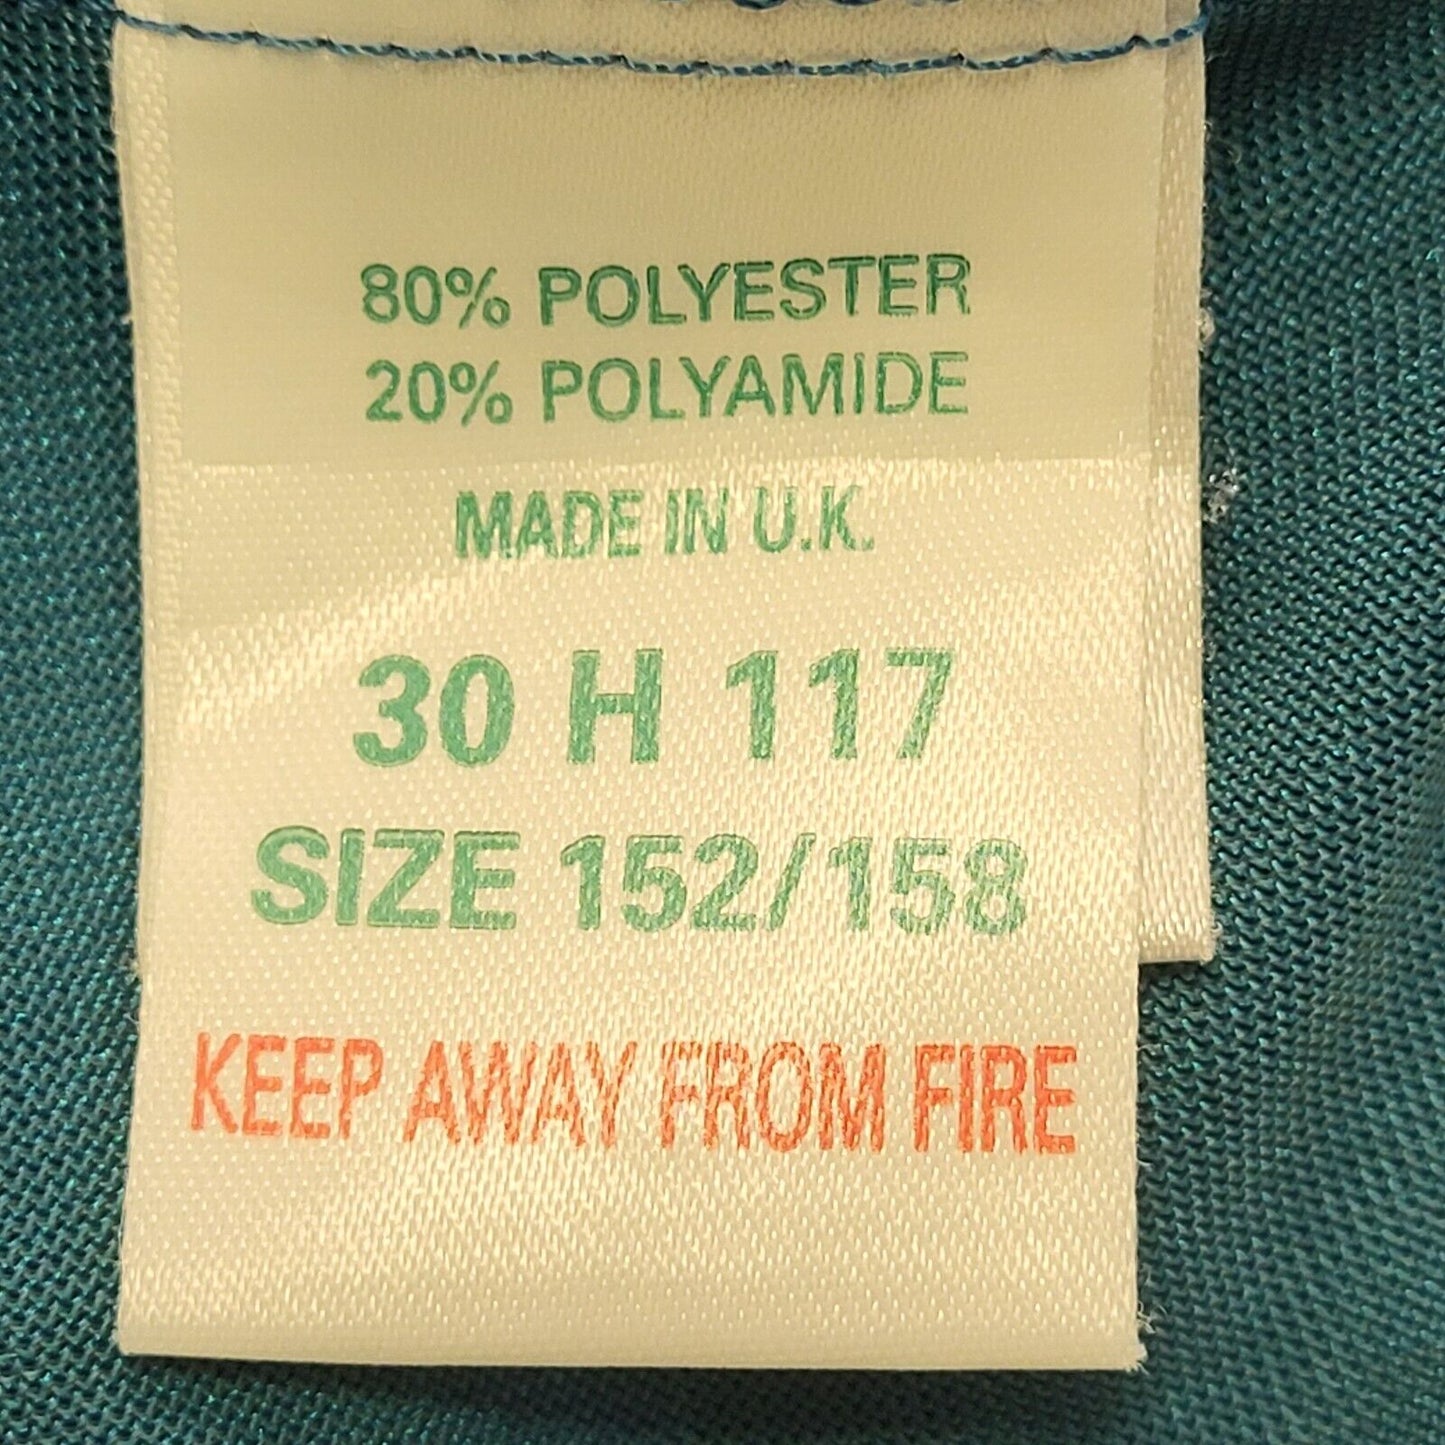 80% POLYESTER
20% POLYAMIDE
MADE IN U.K.
30 H 117
SIZE 152/158
KEEP AWAY FROM FIRE